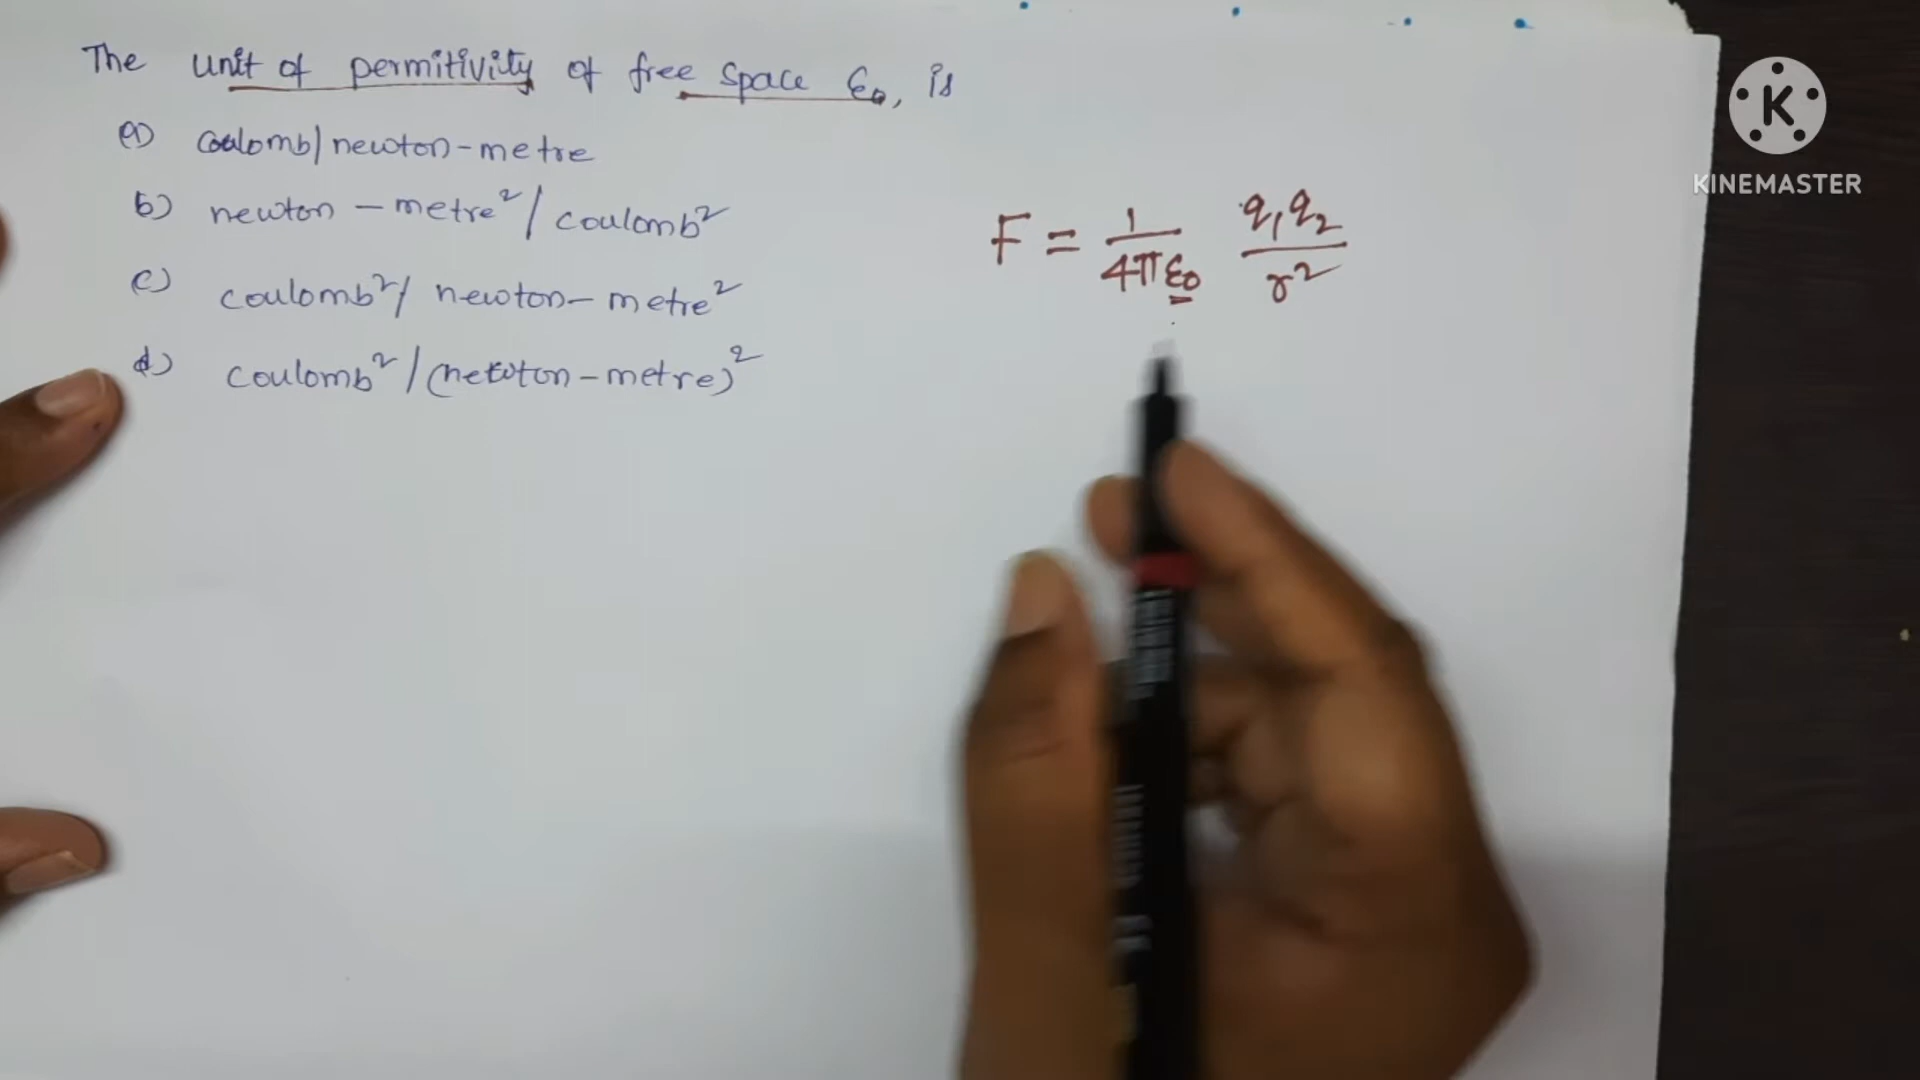 The unit of permitivity of free space ε₀, is
a) coulomb/newton-metre
b) newton-metre²/coulomb²
c) coulomb²/newton-metre²
d) coulomb²/(newton-metre)²
F = 1/4πε₀ q₁q₂/r²
K
KINEMASTER